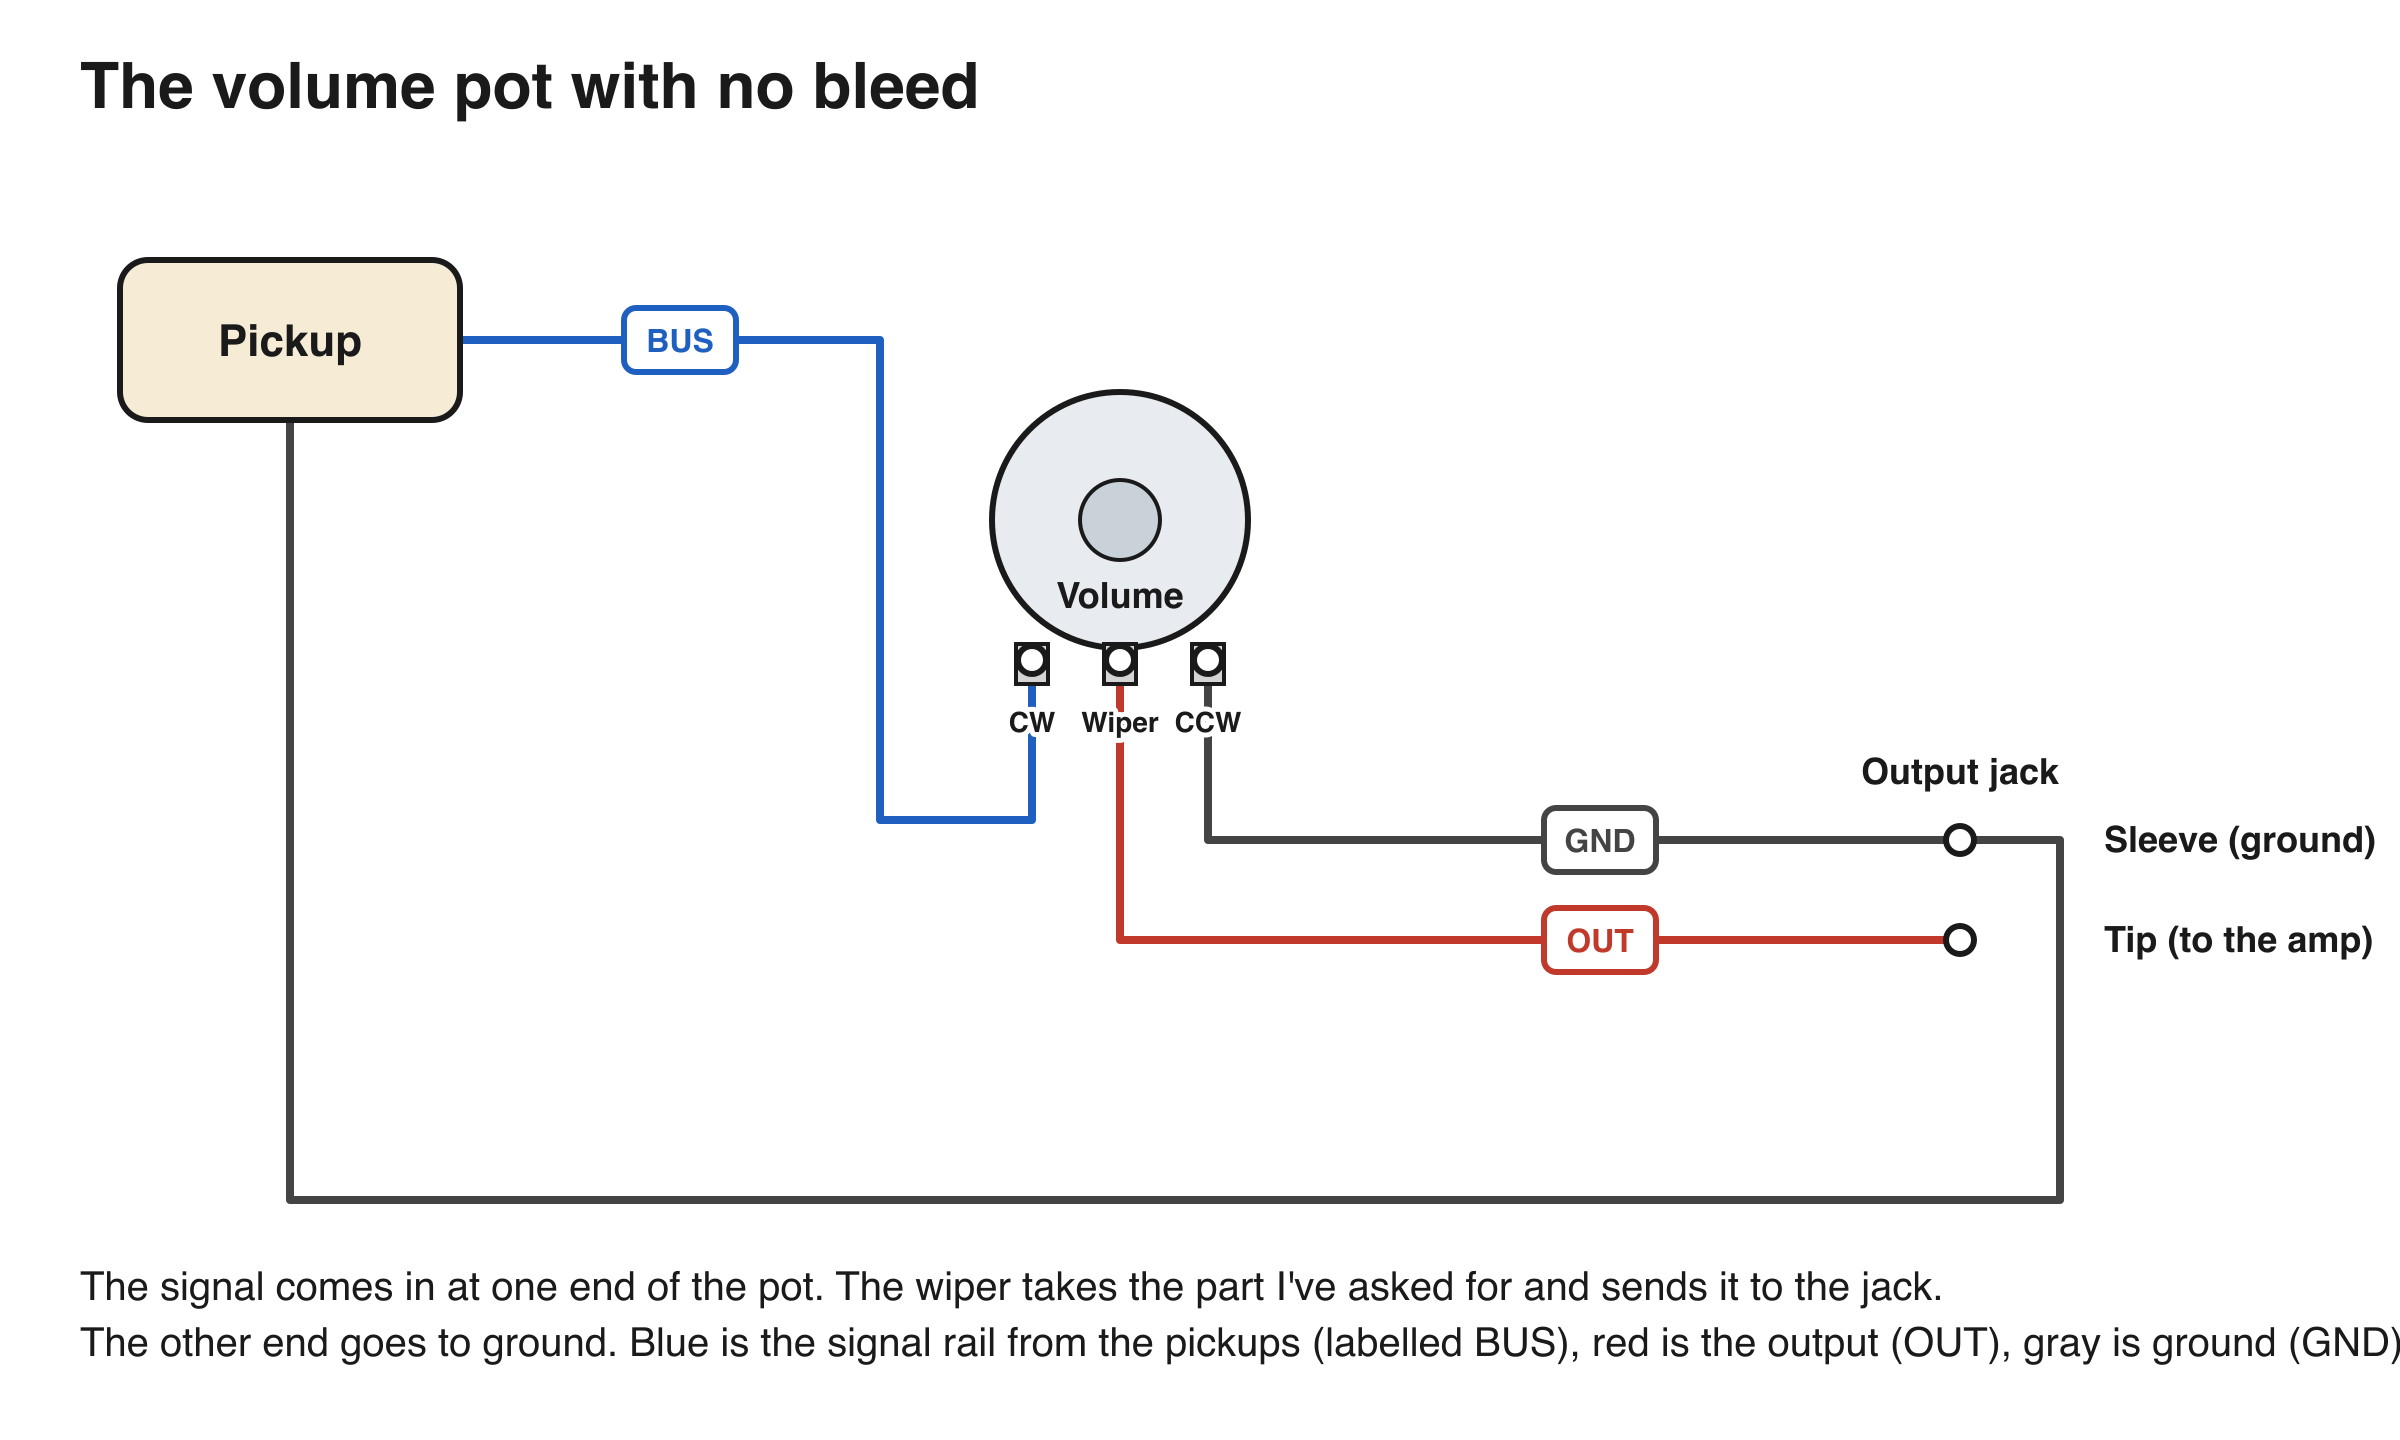 The volume pot with no bleed
Pickup
BUS
Volume
CW Wiper CCW
Output jack
GND
Sleeve (ground)
OUT
Tip (to the amp)
The signal comes in at one end of the pot. The wiper takes the part I've asked for and sends it to the jack.
The other end goes to ground. Blue is the signal rail from the pickups (labelled BUS), red is the output (OUT), gray is ground (GND)